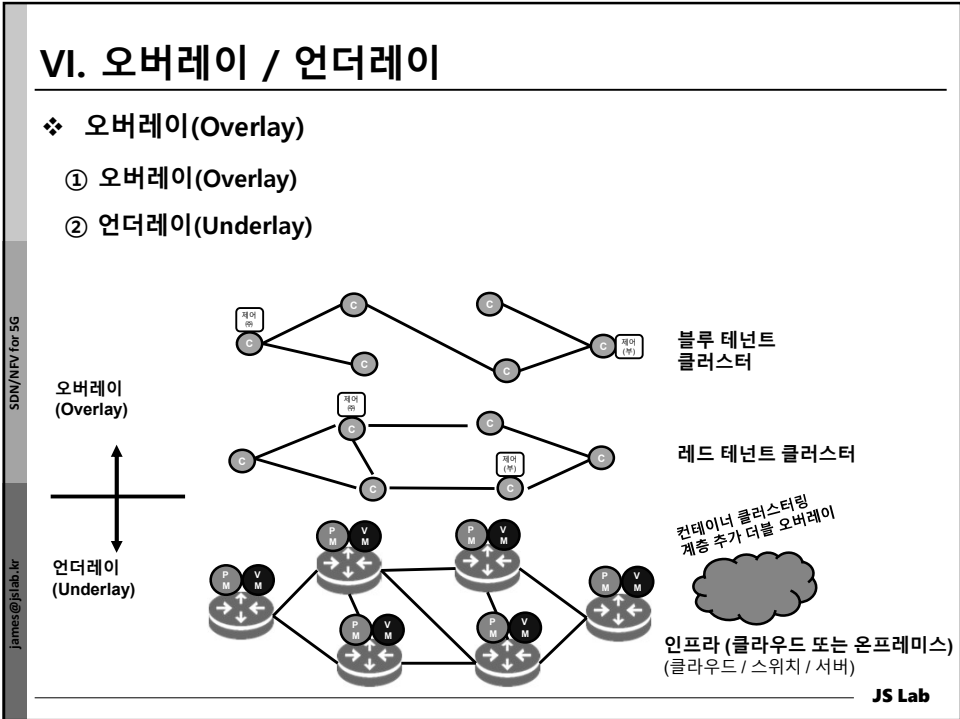 VI. 오버레이 / 언더레이
❖ 오버레이(Overlay)
① 오버레이(Overlay)
② 언더레이(Underlay)
SDN/NFV for 5G
james@jslab.kr
제어
㈜
C
C
C
C
C
C
제어
(부)
블루 테넌트
클러스터
오버레이
(Overlay)
제어
㈜
C
C
C
C
제어
(부)
C
C
레드 테넌트 클러스터
컨테이너 클러스터링
계층 추가 더블 오버레이
언더레이
(Underlay)
P
M
V
M
P
M
V
M
P
M
V
M
P
M
V
M
P
M
V
M
P
M
V
M
인프라 (클라우드 또는 온프레미스)
(클라우드 / 스위치 / 서버)
JS Lab